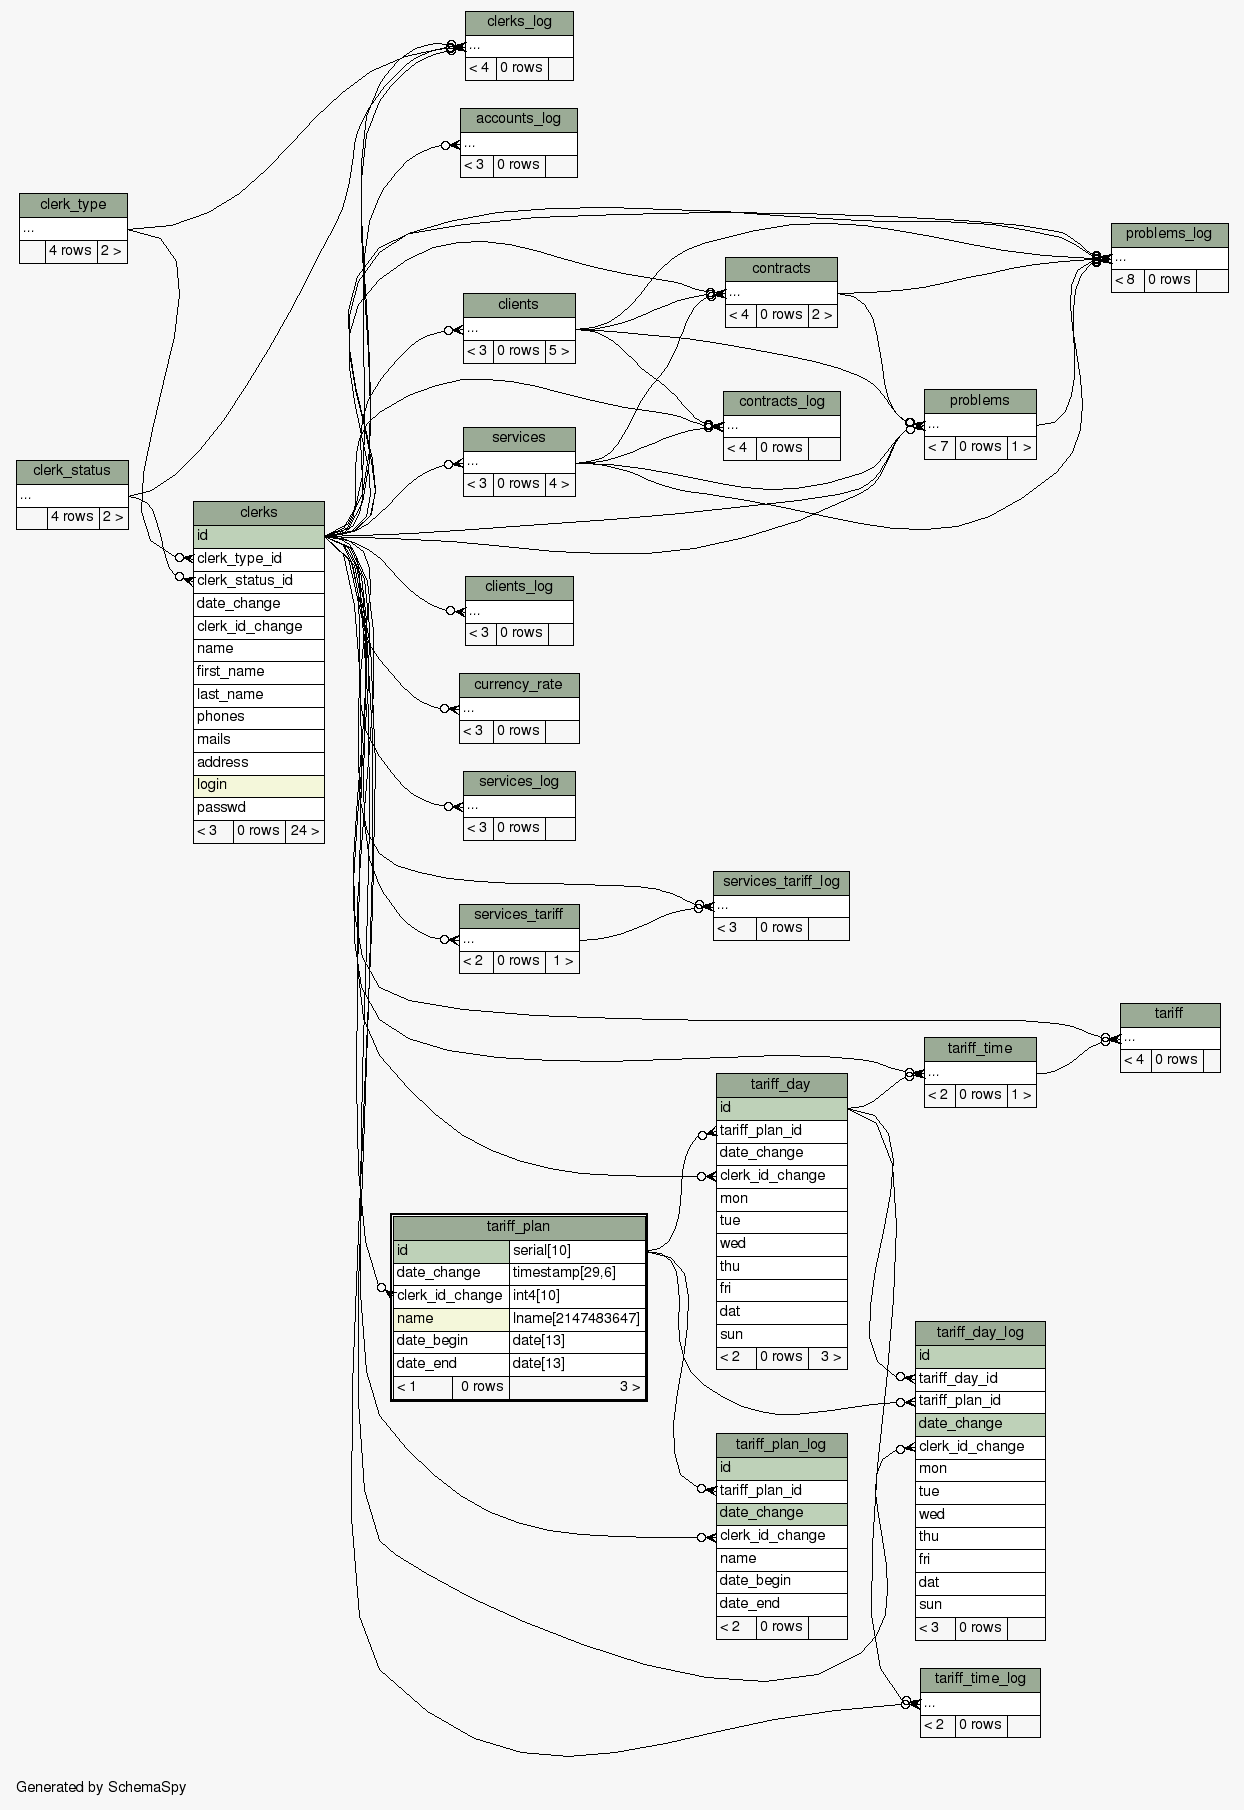 clerks_log
...
< 4 0 rows
accounts_log
...
< 3 0 rows
clerk_type
...
4 rows 2 >
problems_log
...
< 8 0 rows
contracts
...
< 4 0 rows 2 >
clients
...
< 3 0 rows 5 >
contracts_log
...
< 4 0 rows
problems
...
< 7 0 rows 1 >
services
...
< 3 0 rows 4 >
clerk_status
...
4 rows 2 >
clerks
id
clerk_type_id
clerk_status_id
date_change
clerk_id_change
name
first_name
last_name
phones
mails
address
login
passwd
< 3 0 rows 24 >
clients_log
...
< 3 0 rows
currency_rate
...
< 3 0 rows
services_log
...
< 3 0 rows
services_tariff_log
...
< 3 0 rows
services_tariff
...
< 2 0 rows 1 >
tariff
...
< 4 0 rows
tariff_time
...
< 2 0 rows 1 >
tariff_day
id
tariff_plan_id
date_change
clerk_id_change
mon
tue
wed
thu
fri
dat
sun
< 2 0 rows 3 >
tariff_plan
id serial[10]
date_change timestamp[29,6]
clerk_id_change int4[10]
name lname[2147483647]
date_begin date[13]
date_end date[13]
< 1 0 rows 3 >
tariff_day_log
id
tariff_day_id
tariff_plan_id
date_change
clerk_id_change
mon
tue
wed
thu
fri
dat
sun
< 3 0 rows
tariff_plan_log
id
tariff_plan_id
date_change
clerk_id_change
name
date_begin
date_end
< 2 0 rows
tariff_time_log
...
< 2 0 rows
Generated by SchemaSpy